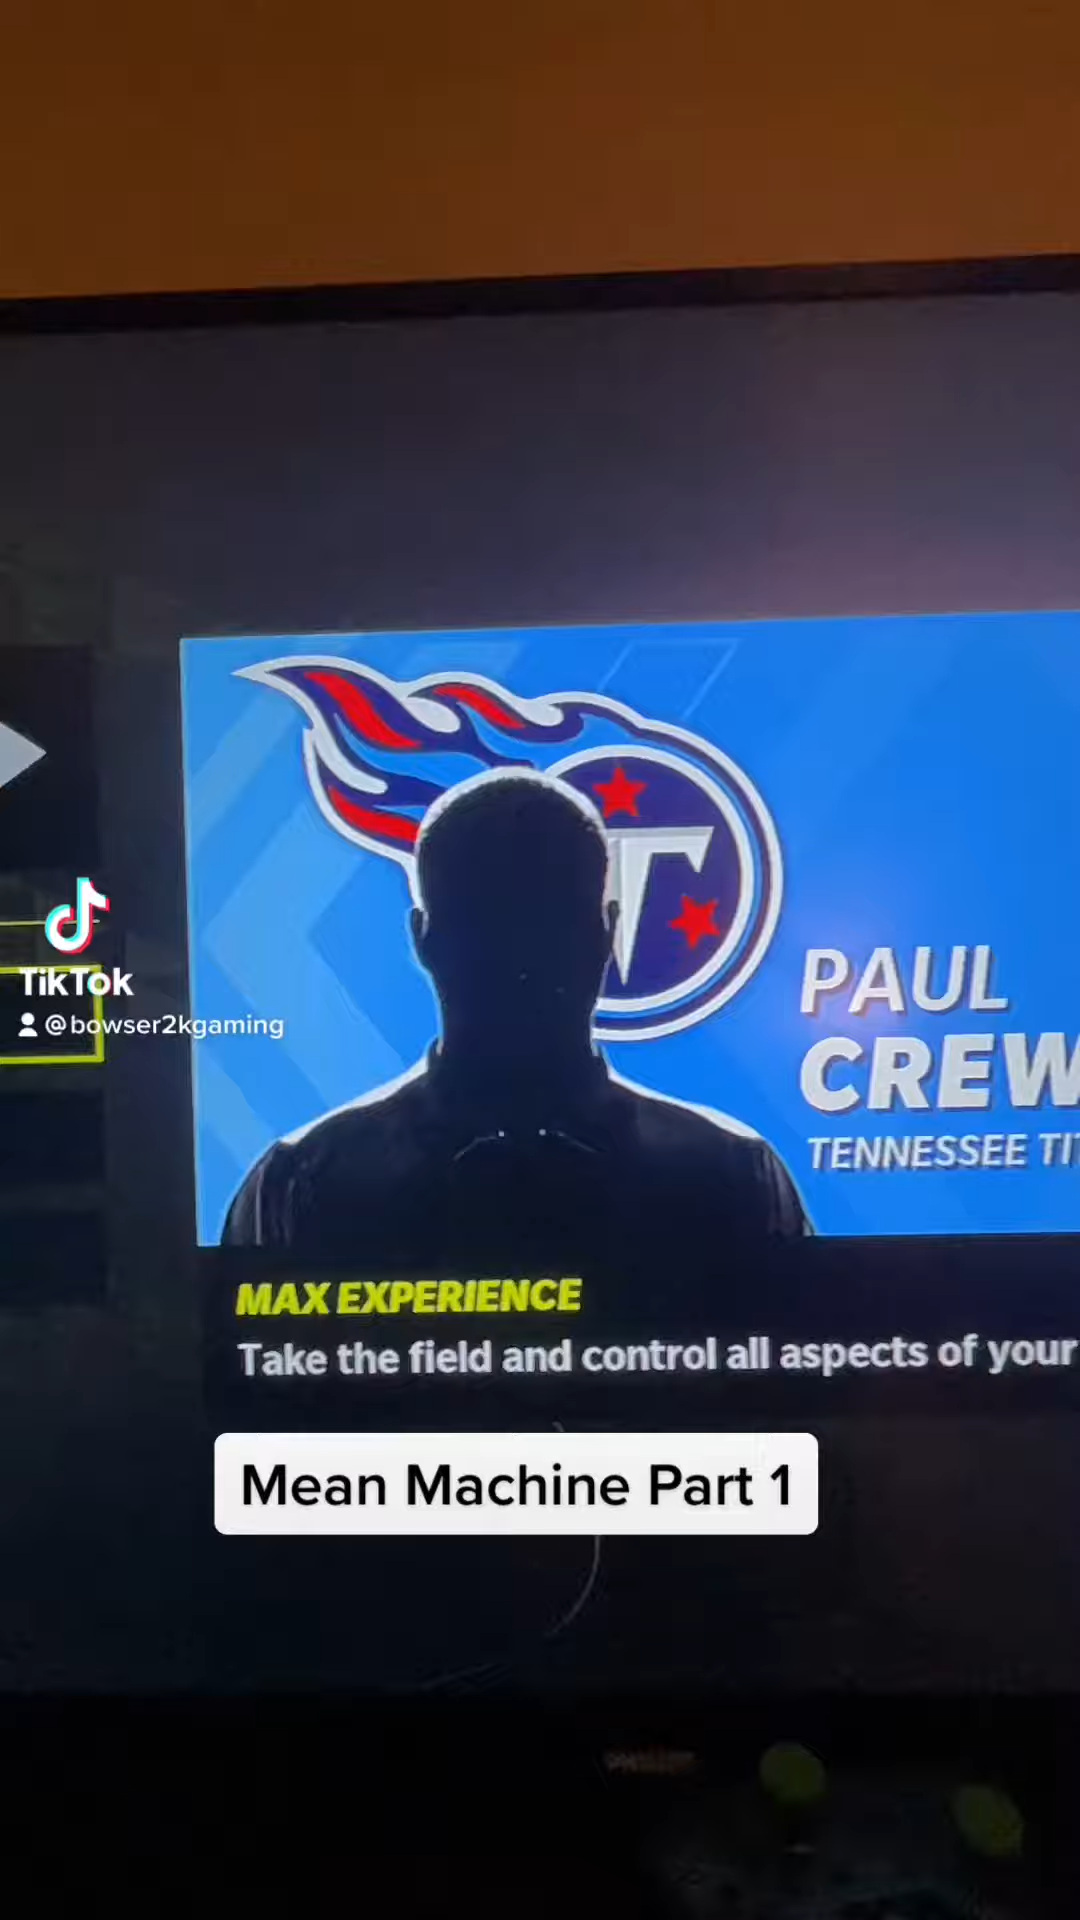 TikTok
@bowser2kgaming
PAUL
CREW
TENNESSEE TIT
MAX EXPERIENCE
Take the field and control all aspects of your
Mean Machine Part 1